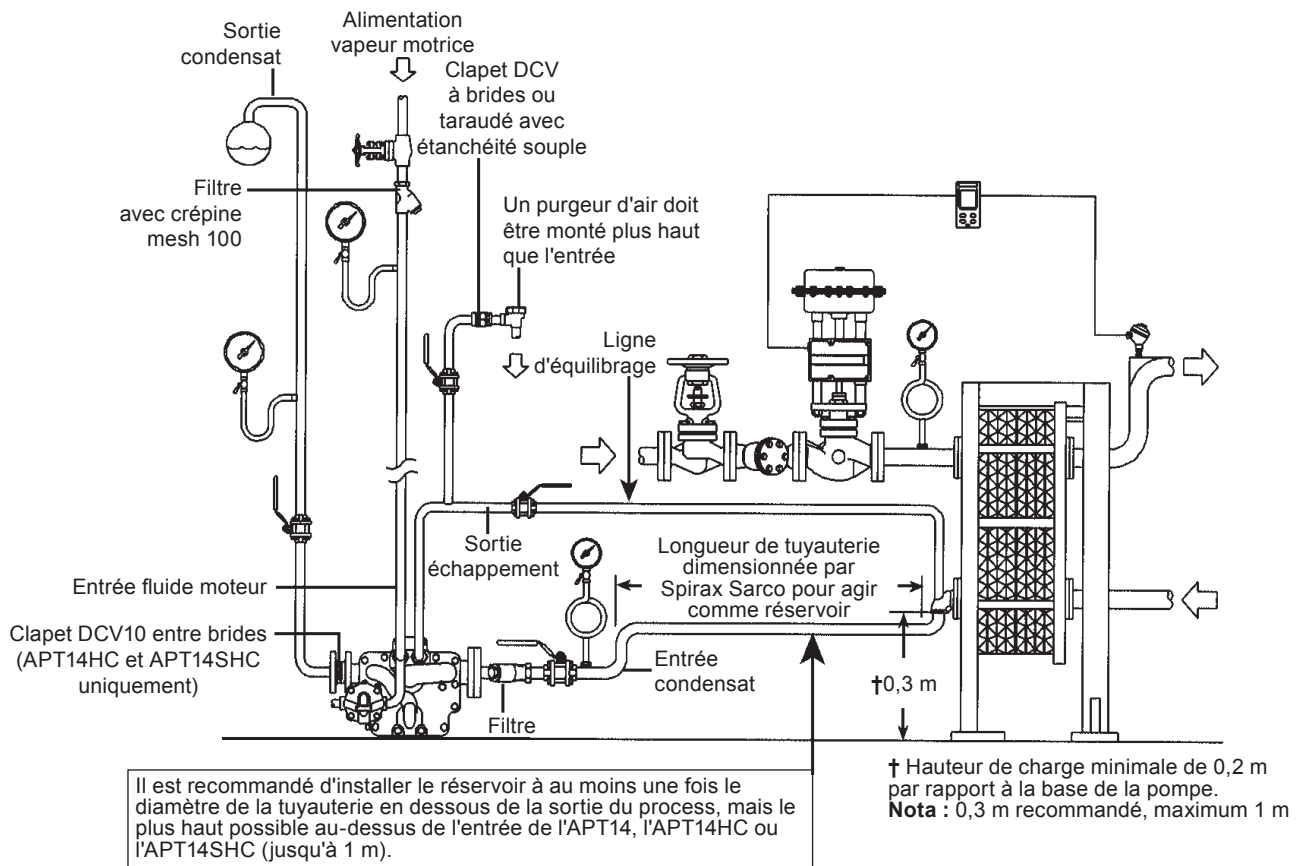 Sortie
condensat
Alimentation
vapeur motrice
Clapet DCV
à brides ou
taraudé avec
étanchéité souple
Filtre
avec crépine
mesh 100
Un purgeur d'air doit
être monté plus haut
que l'entrée
Ligne
d'équilibrage
Sortie
échappement
Longueur de tuyauterie
dimensionnée par
Spirax Sarco pour agir
comme réservoir
Entrée fluide moteur
Clapet DCV10 entre brides
(APT14HC et APT14SHC
uniquement)
Entrée
condensat
Filtre
†0,3 m
Il est recommandé d'installer le réservoir à au moins une fois le
diamètre de la tuyauterie en dessous de la sortie du process, mais le
plus haut possible au-dessus de l'entrée de l'APT14, l'APT14HC ou
l'APT14SHC (jusqu'à 1 m).
† Hauteur de charge minimale de 0,2 m
par rapport à la base de la pompe.
Nota : 0,3 m recommandé, maximum 1 m